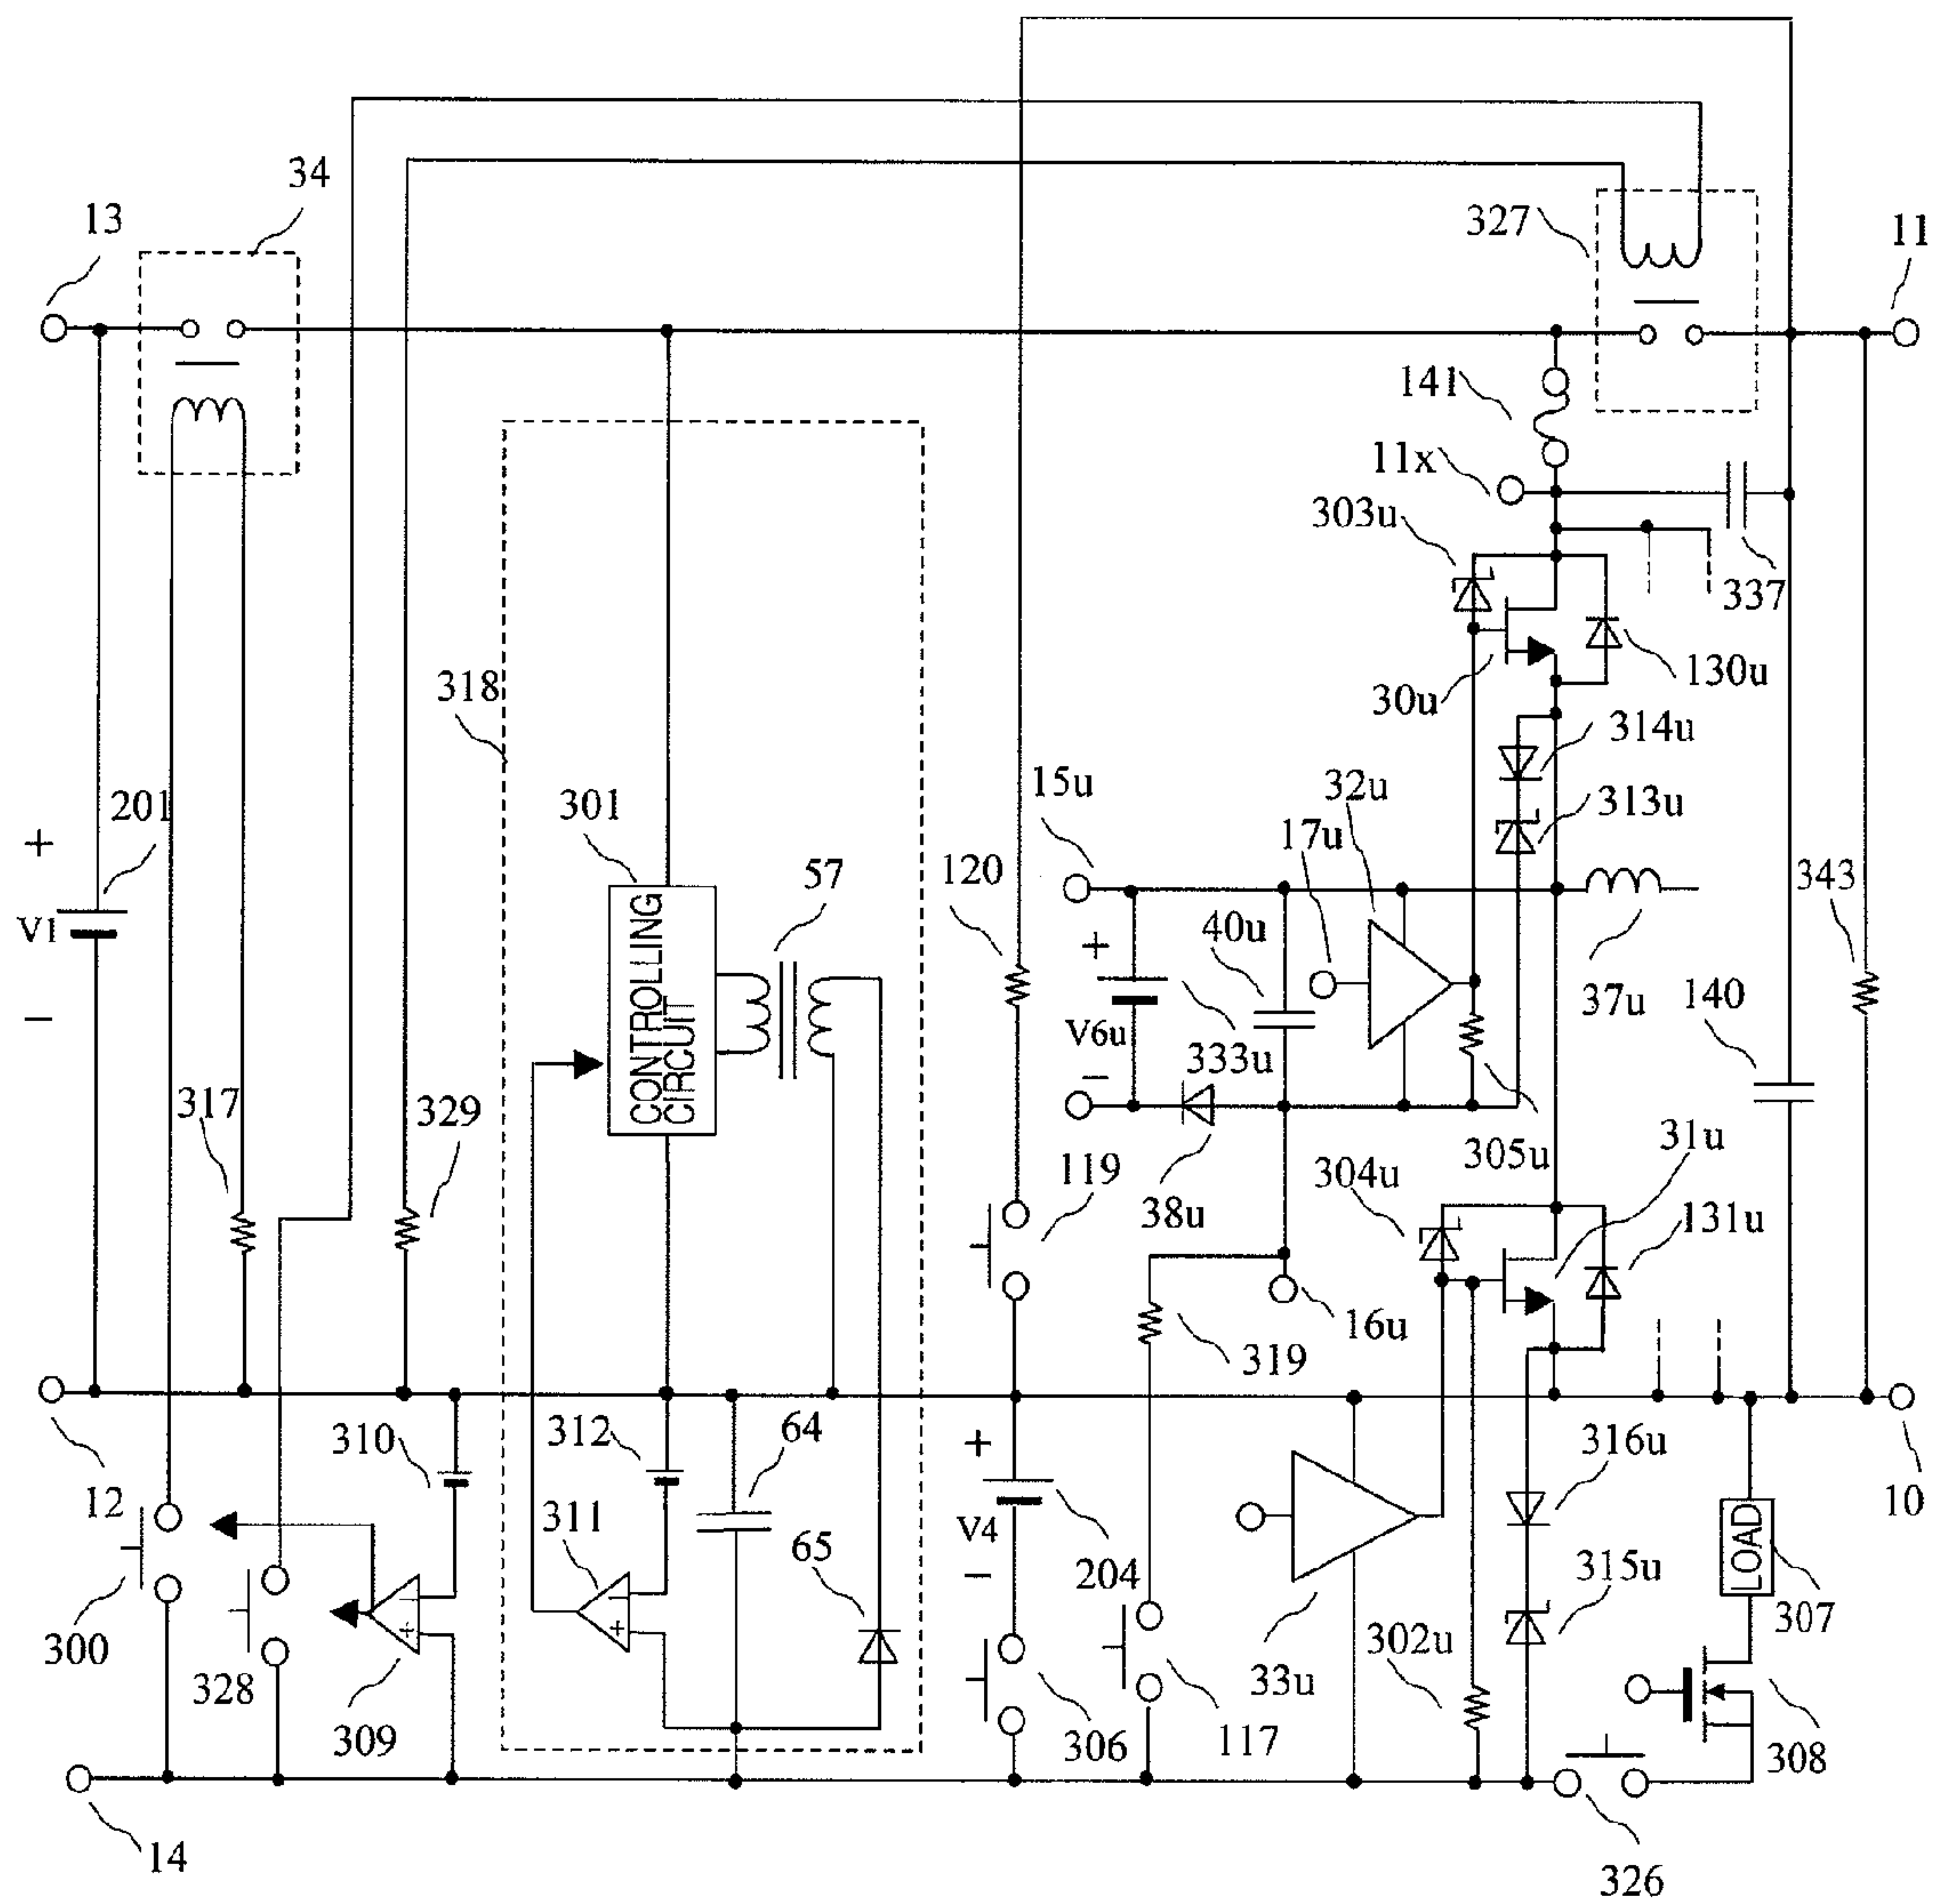 34
13
327
11
141
11x
303u
337
130u
30u
318
314u
15u
32u
313u
201
301
17u
+
57
120
343
V1
CONTROLLING
CIRCUIT
+
40u
37u
140
−
V6u
333u
−
317
329
31u
119
304u
305u
38u
131u
16u
319
310
312
64
+
316u
12
10
V4
311
65
−
204
LOAD
315u
− +
− +
300
328
309
306
117
33u
302u
307
308
14
326